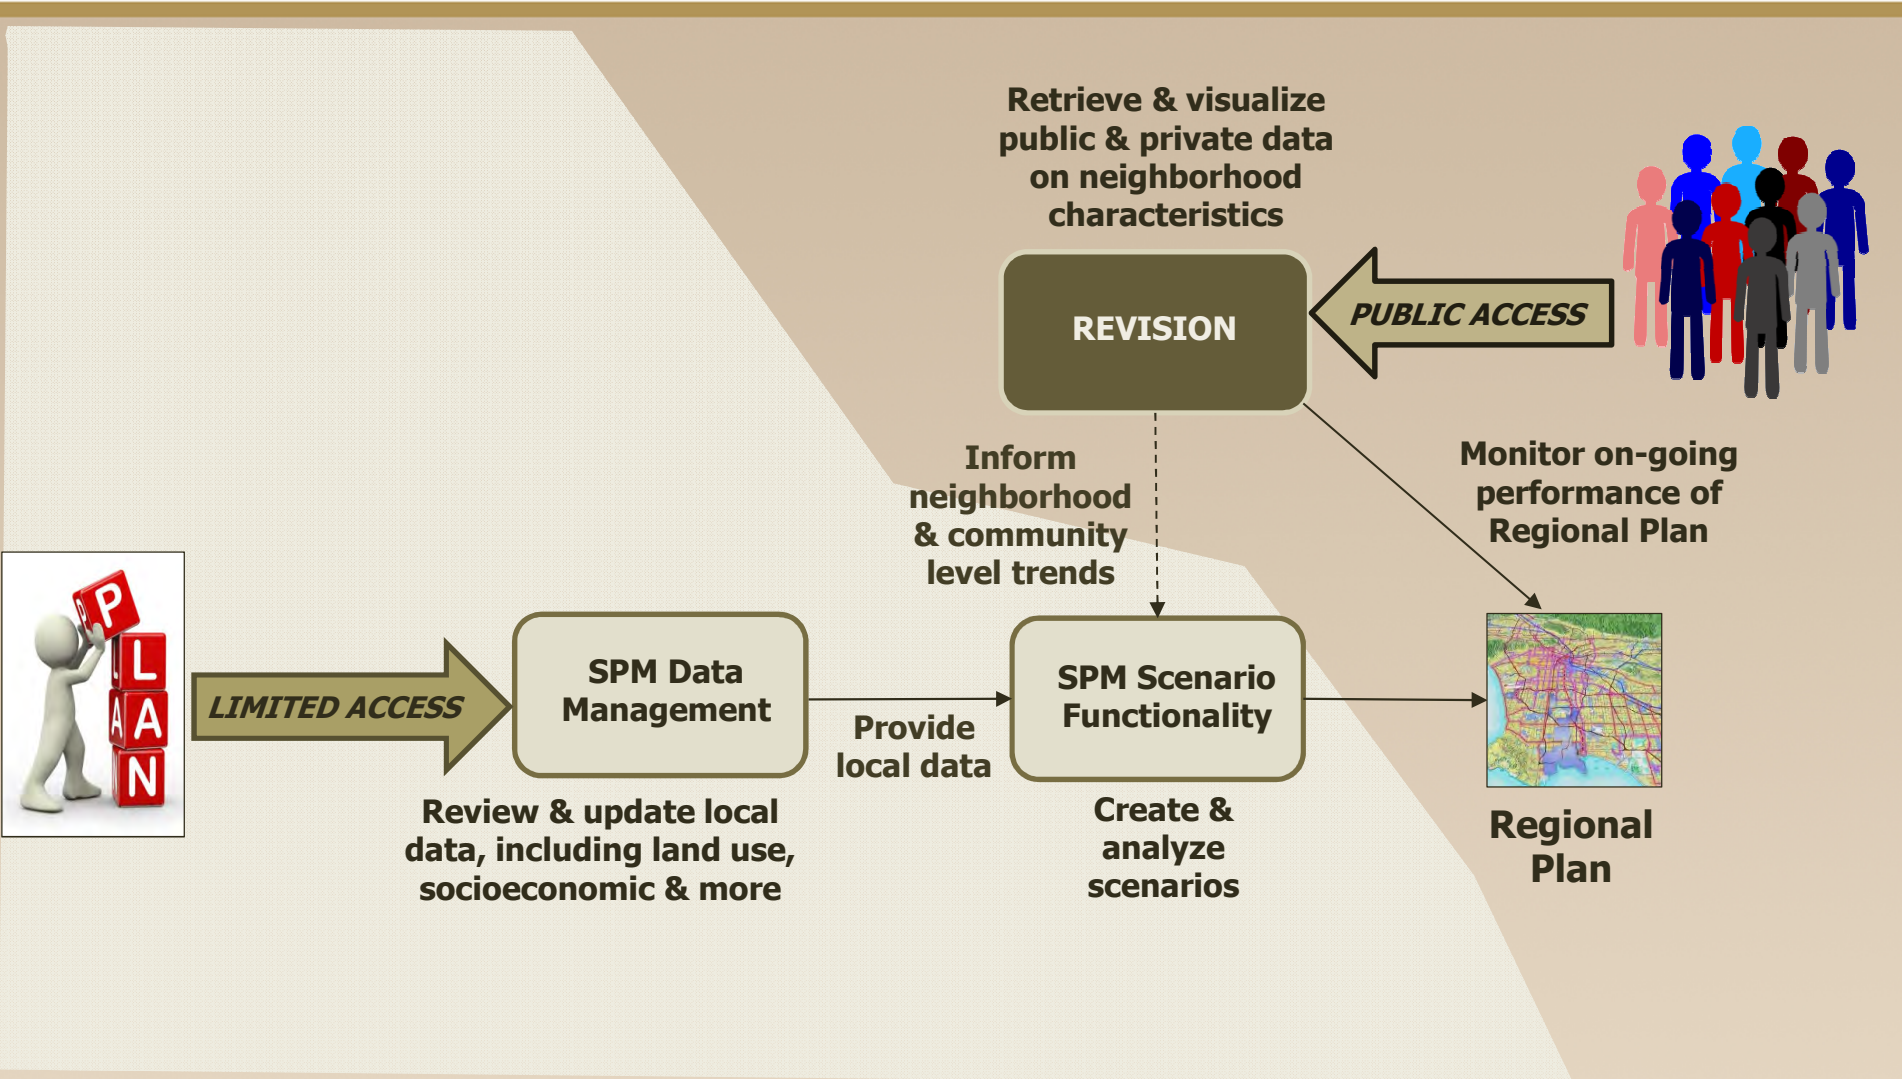 Retrieve & visualize
public & private data
on neighborhood
characteristics
REVISION
PUBLIC ACCESS
Inform
neighborhood
& community
level trends
Monitor on-going
performance of
Regional Plan
P
L
A
N
P
L
A
LIMITED ACCESS
SPM Data
Management
Provide
local data
SPM Scenario
Functionality
Review & update local
data, including land use,
socioeconomic & more
Create &
analyze
scenarios
Regional
Plan